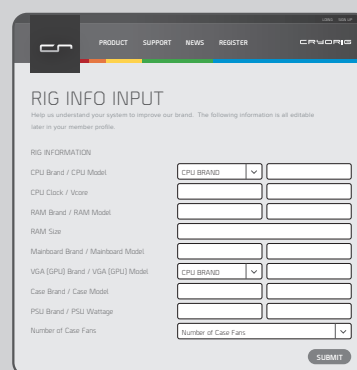 LOGIN SIGN UP
cn PRODUCT SUPPORT NEWS REGISTER CRYORIG
RIG INFO INPUT
Help us understand your system to improve our brand. The following information is all editable
later in your member profile.
RIG INFORMATION
CPU Brand / CPU Model CPU BRAND
CPU Clock / Vcore
RAM Brand / RAM Model
RAM Size
Mainboard Brand / Mainboard Model
VGA (GPU) Brand / VGA (GPU) Model CPU BRAND
Case Brand / Case Model
PSU Brand / PSU Wattage
Number of Case Fans Number of Case Fans
SUBMIT